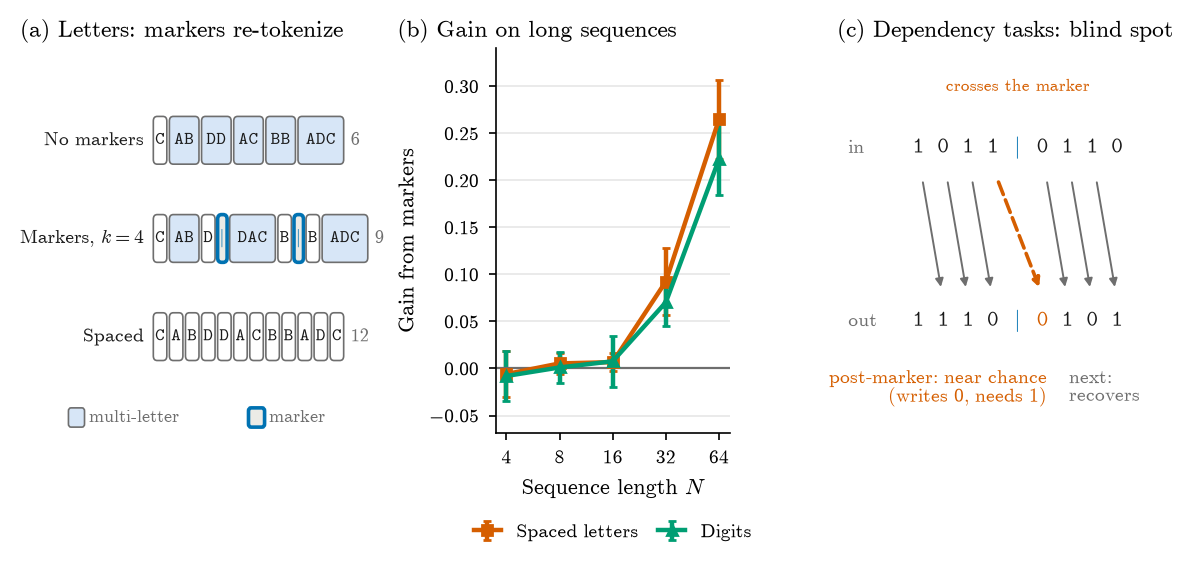 (a) Letters: markers re-tokenize
No markers C AB DD AC BB ADC 6
Markers, k = 4 C AB D | DAC B | B ADC 9
Spaced C A B D D A C B B A D C 12
multi-letter marker
(b) Gain on long sequences
Gain from markers
0.30
0.25
0.20
0.15
0.10
0.05
0.00
−0.05
4 8 16 32 64
Sequence length N
Spaced letters Digits
(c) Dependency tasks: blind spot
crosses the marker
in 1 0 1 1 | 0 1 1 0
out 1 1 1 0 | 0 1 0 1
post-marker: near chance
(writes 0, needs 1)
next:
recovers